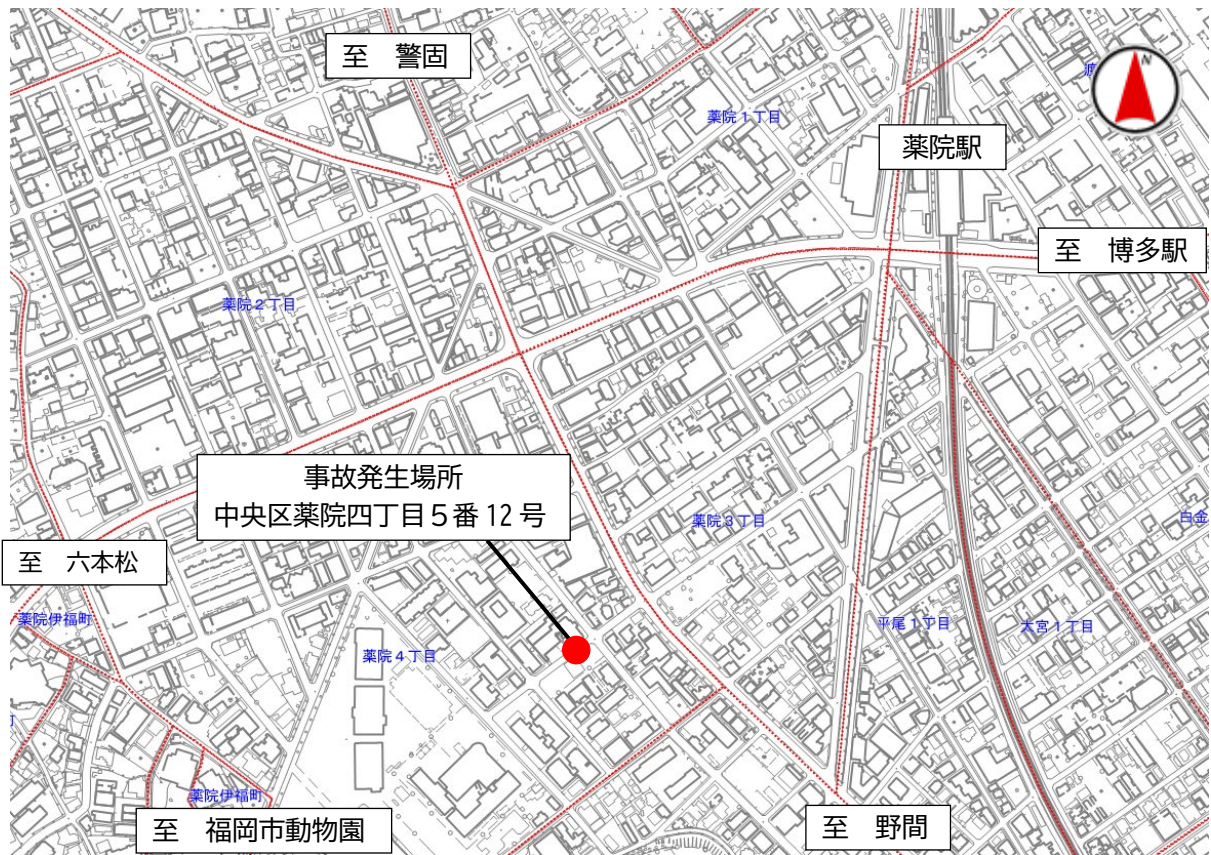 至　警固
N
薬院１丁目
薬院駅
至　博多駅
薬院２丁目
事故発生場所
中央区薬院四丁目５番 12 号
薬院３丁目
白金
至　六本松
薬院伊福町
薬院４丁目
平尾１丁目
大宮１丁目
薬院伊福町
至　福岡市動物園
至　野間